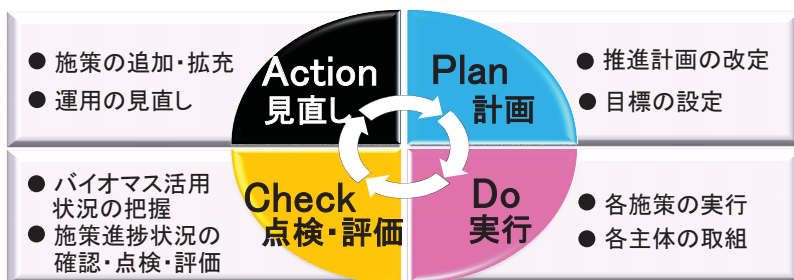 ● 施策の追加・拡充
● 運用の見直し
Action
見直し
Plan
計画
● 推進計画の改定
● 目標の設定
● バイオマス活用
状況の把握
● 施策進捗状況の
確認・点検・評価
Check
点検・評価
Do
実行
● 各施策の実行
● 各主体の取組